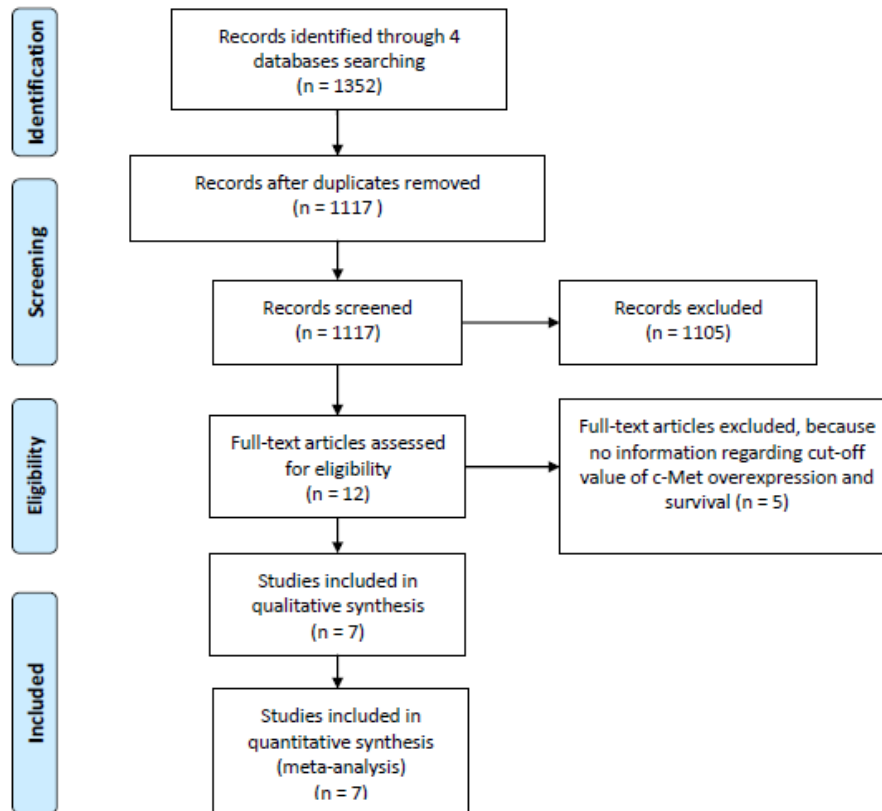 Identification
Records identified through 4
databases searching
(n = 1352)
Screening
Records after duplicates removed
(n = 1117 )
Records screened
(n = 1117)
Records excluded
(n = 1105)
Eligibility
Full-text articles assessed
for eligibility
(n = 12)
Full-text articles excluded, because
no information regarding cut-off
value of c-Met overexpression and
survival (n = 5)
Included
Studies included in
qualitative synthesis
(n = 7)
Studies included in
quantitative synthesis
(meta-analysis)
(n = 7)